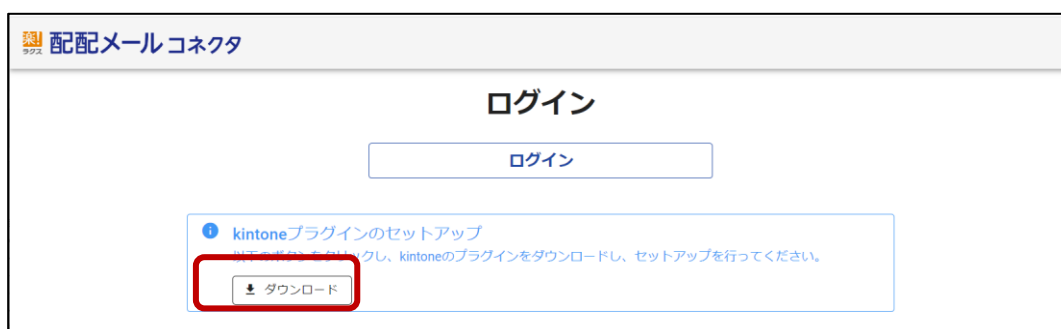 楽!
ラクス
配配メール コネクタ
ログイン
ログイン
kintoneプラグインのセットアップ
以下のボタンをクリックし、kintoneのプラグインをダウンロードし、セットアップを行ってください。
ダウンロード